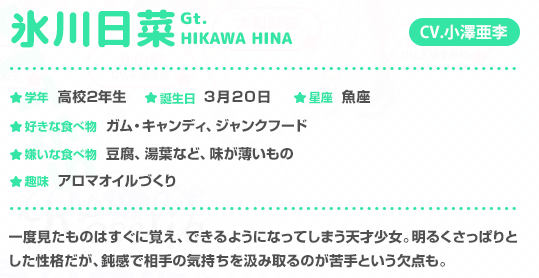 氷川日菜 Gt. HIKAWA HINA CV.小澤亜李
★学年 高校2年生 ★誕生日 3月20日 ★星座 魚座
★好きな食べ物 ガム・キャンディ、ジャンクフード
★嫌いな食べ物 豆腐、湯葉など、味が薄いもの
★趣味 アロマオイルづくり
一度見たものはすぐに覚え、できるようになってしまう天才少女。明るくさっぱりと
した性格だが、鈍感で相手の気持ちを汲み取るのが苦手という欠点も。